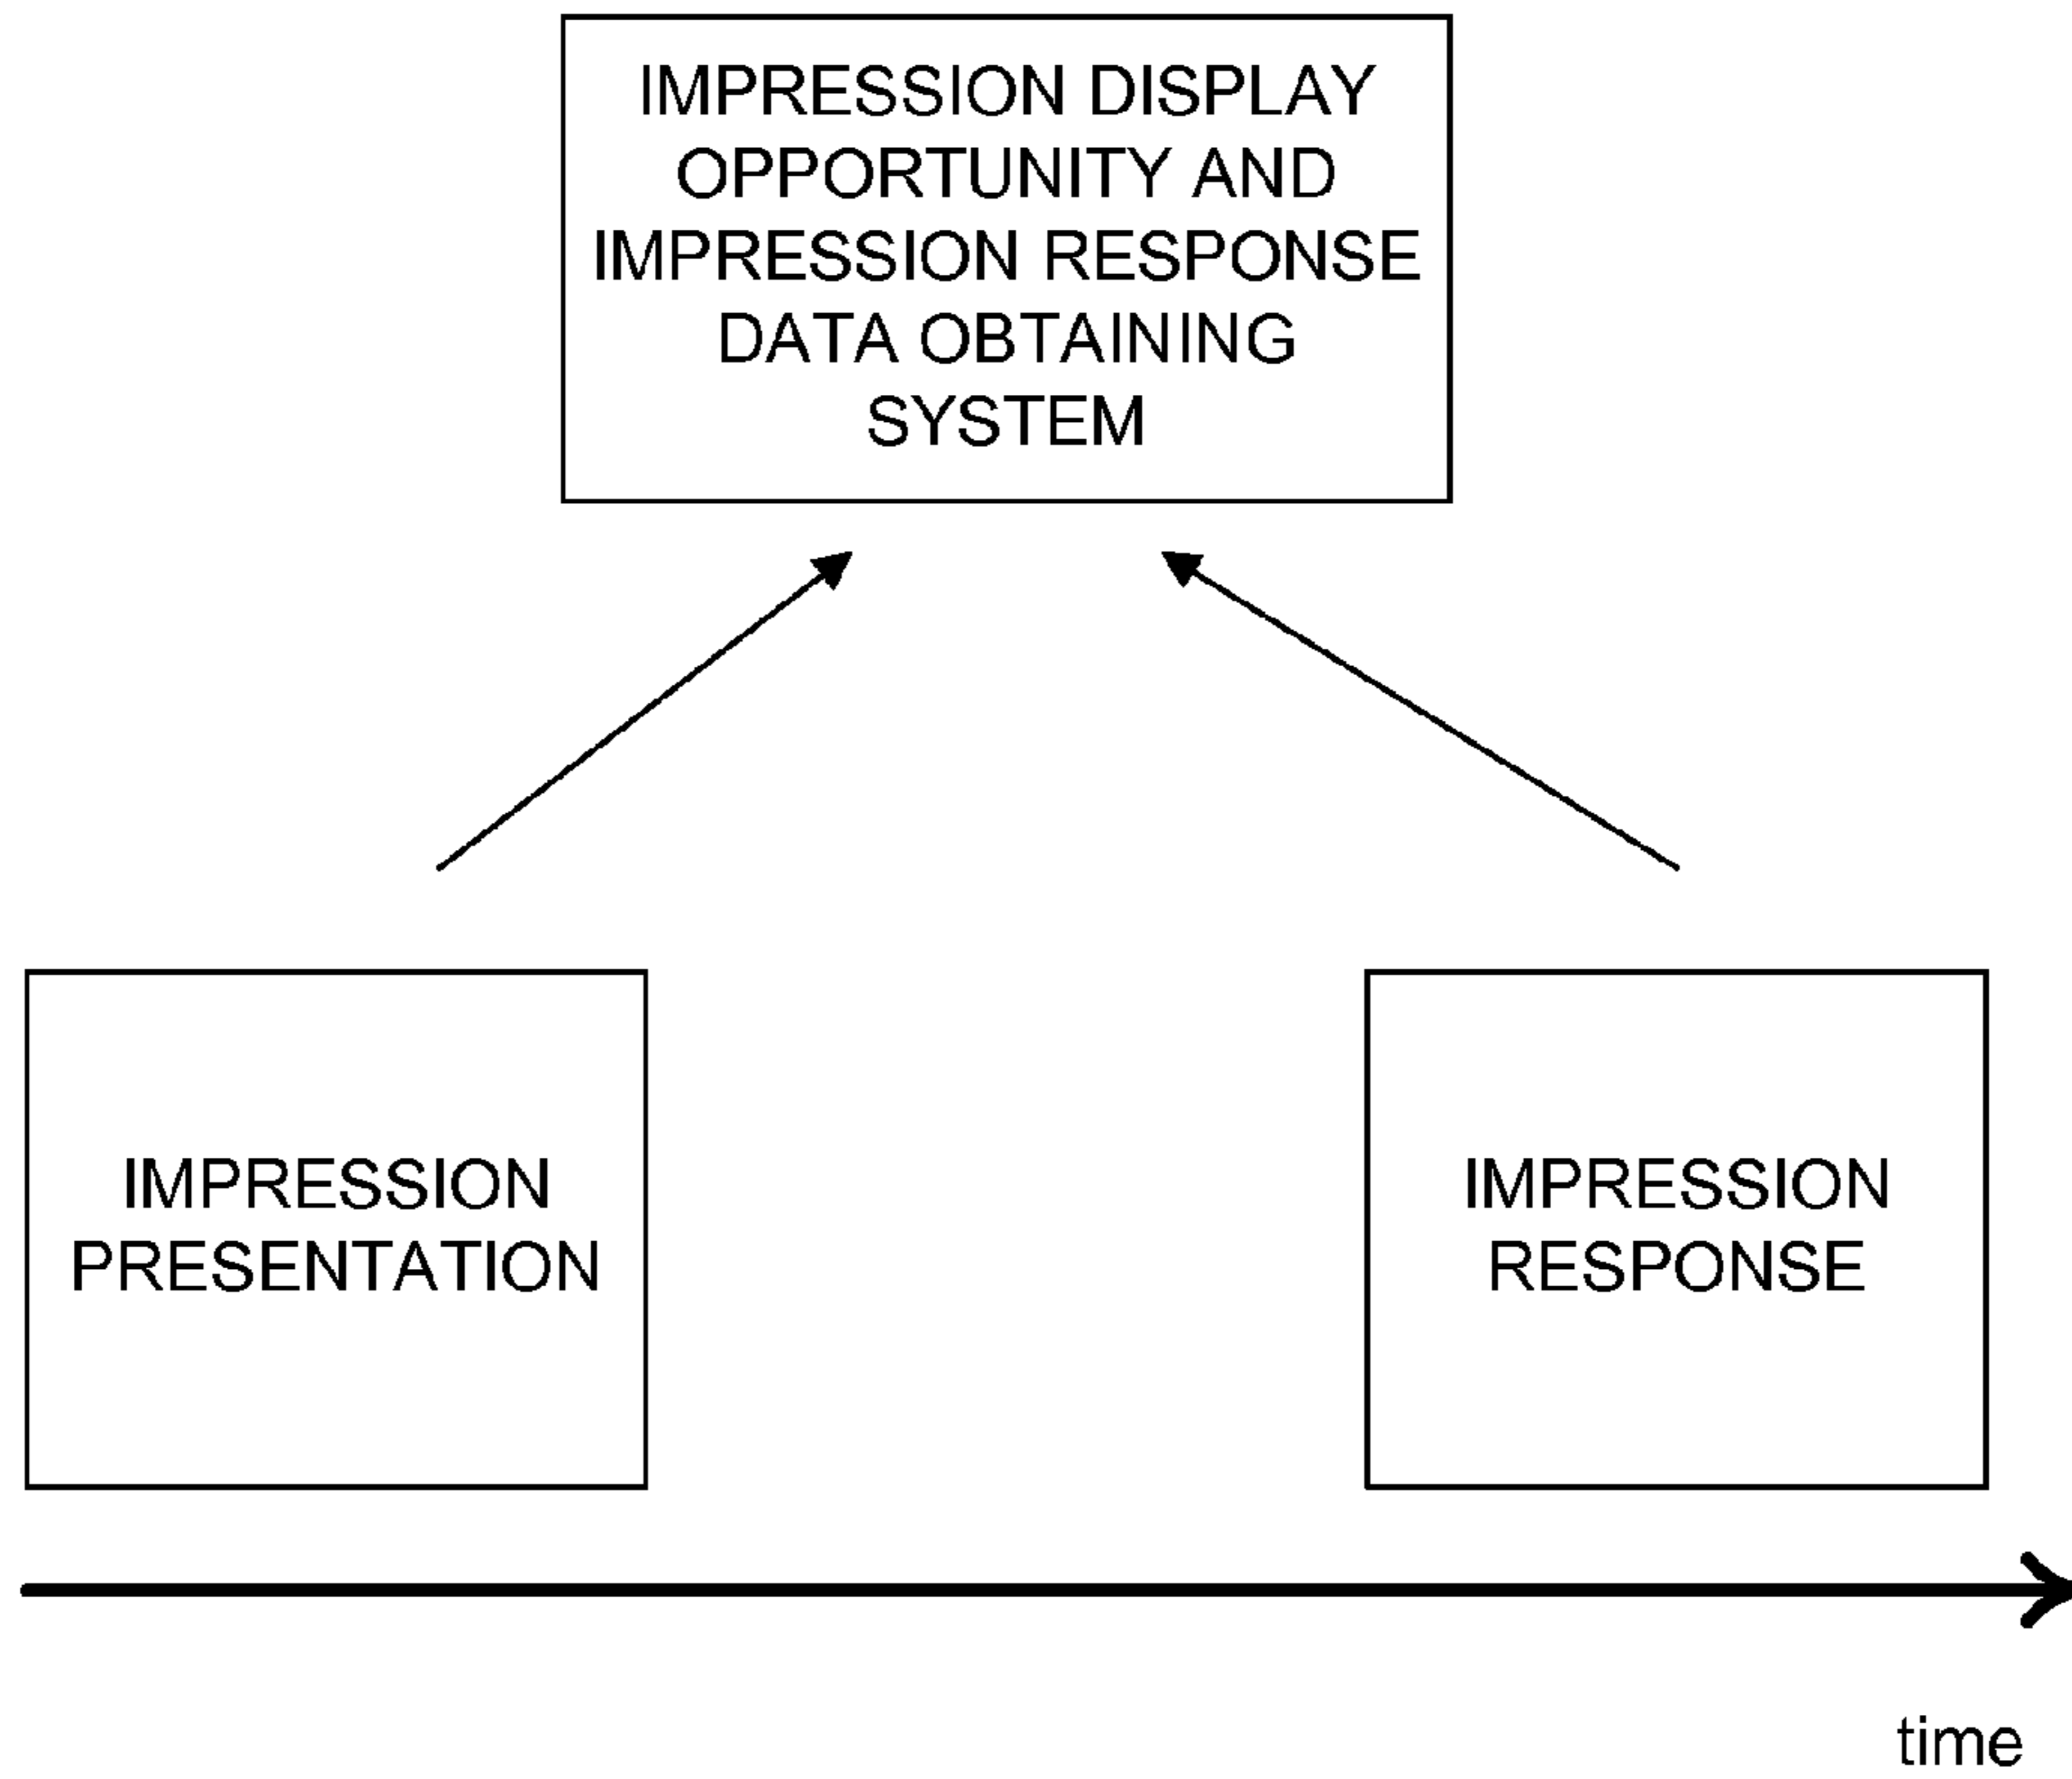 IMPRESSION DISPLAY
OPPORTUNITY AND
IMPRESSION RESPONSE
DATA OBTAINING
SYSTEM
IMPRESSION
PRESENTATION
IMPRESSION
RESPONSE
time